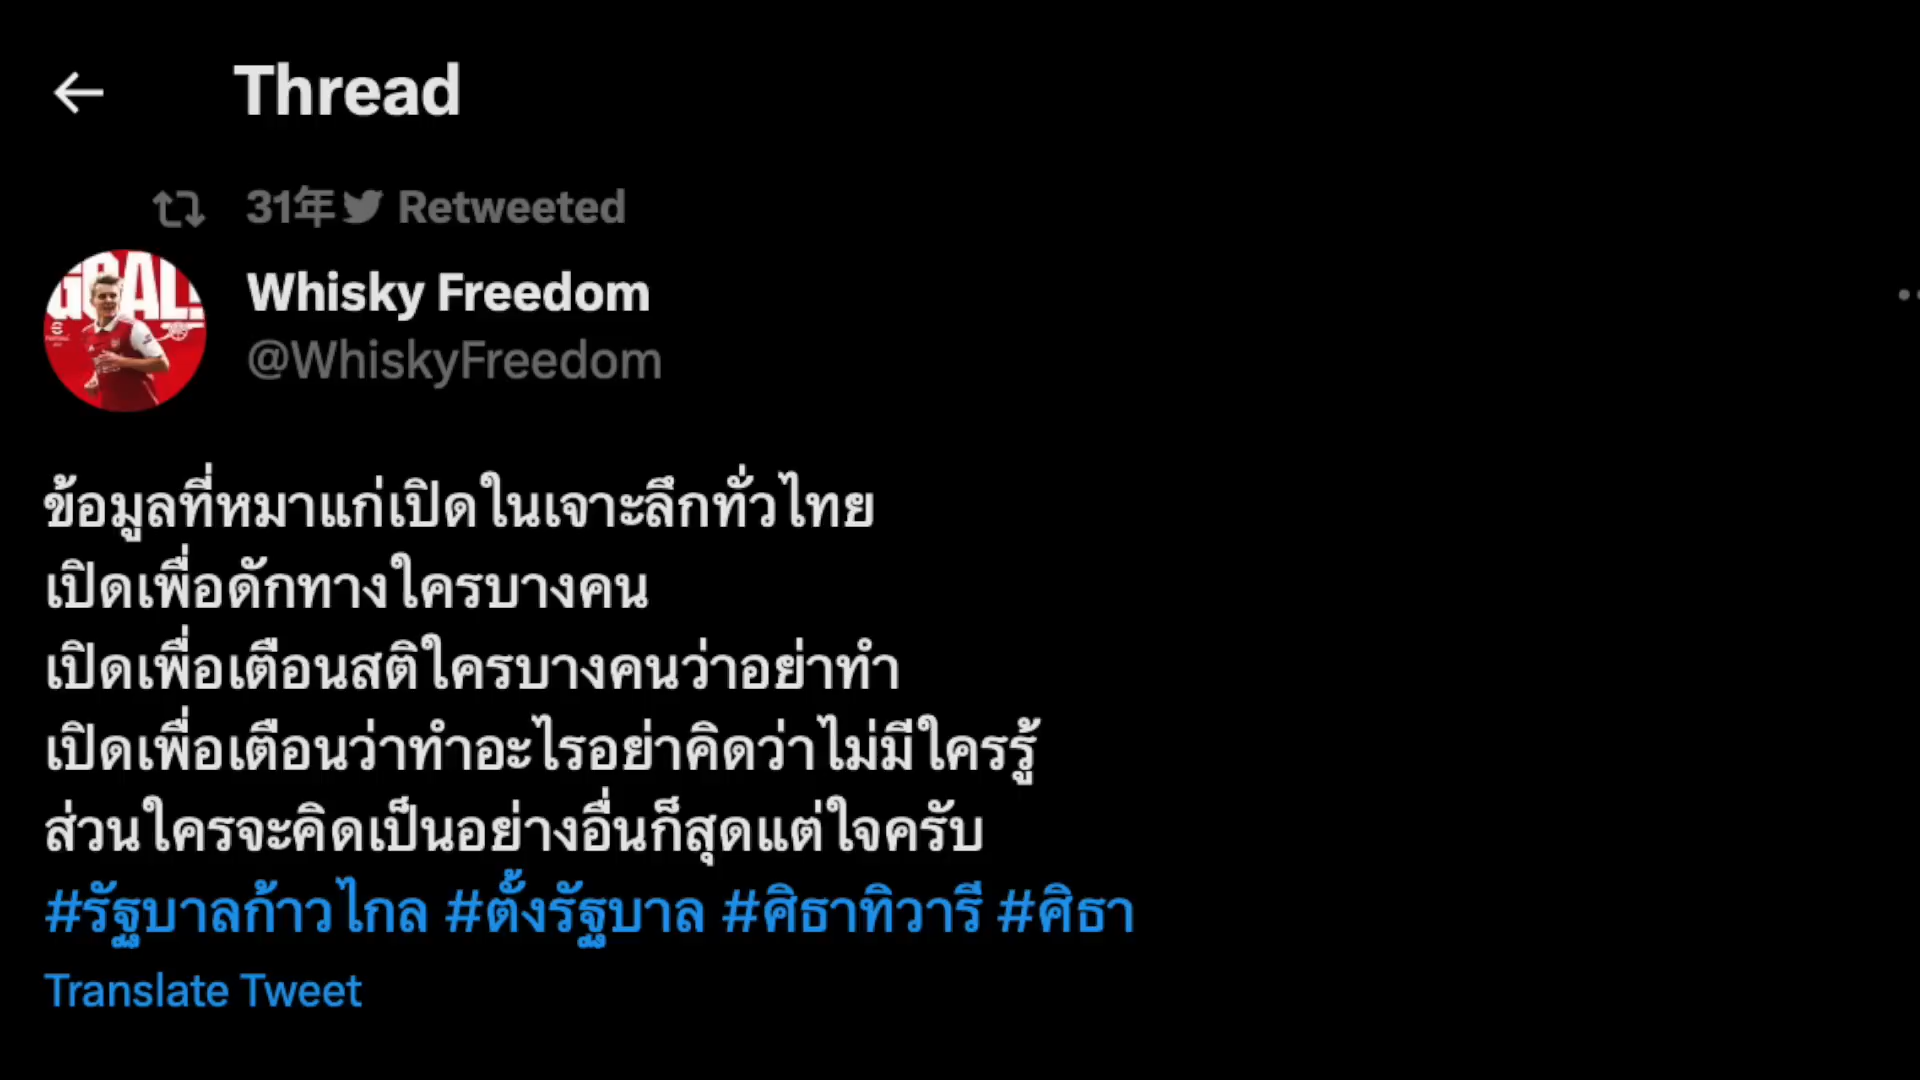 Thread
31年 Retweeted
GOAL!
Whisky Freedom
@WhiskyFreedom
ข้อมูลที่หมาแก่เปิดในเจาะลึกทั่วไทย
เปิดเพื่อดักทางใครบางคน
เปิดเพื่อเตือนสติใครบางคนว่าอย่าทำ
เปิดเพื่อเตือนว่าทำอะไรอย่าคิดว่าไม่มีใครรู้
ส่วนใครจะคิดเป็นอย่างอื่นก็สุดแต่ใจครับ
#รัฐบาลก้าวไกล #ตั้งรัฐบาล #ศิธาทิวารี #ศิธา
Translate Tweet